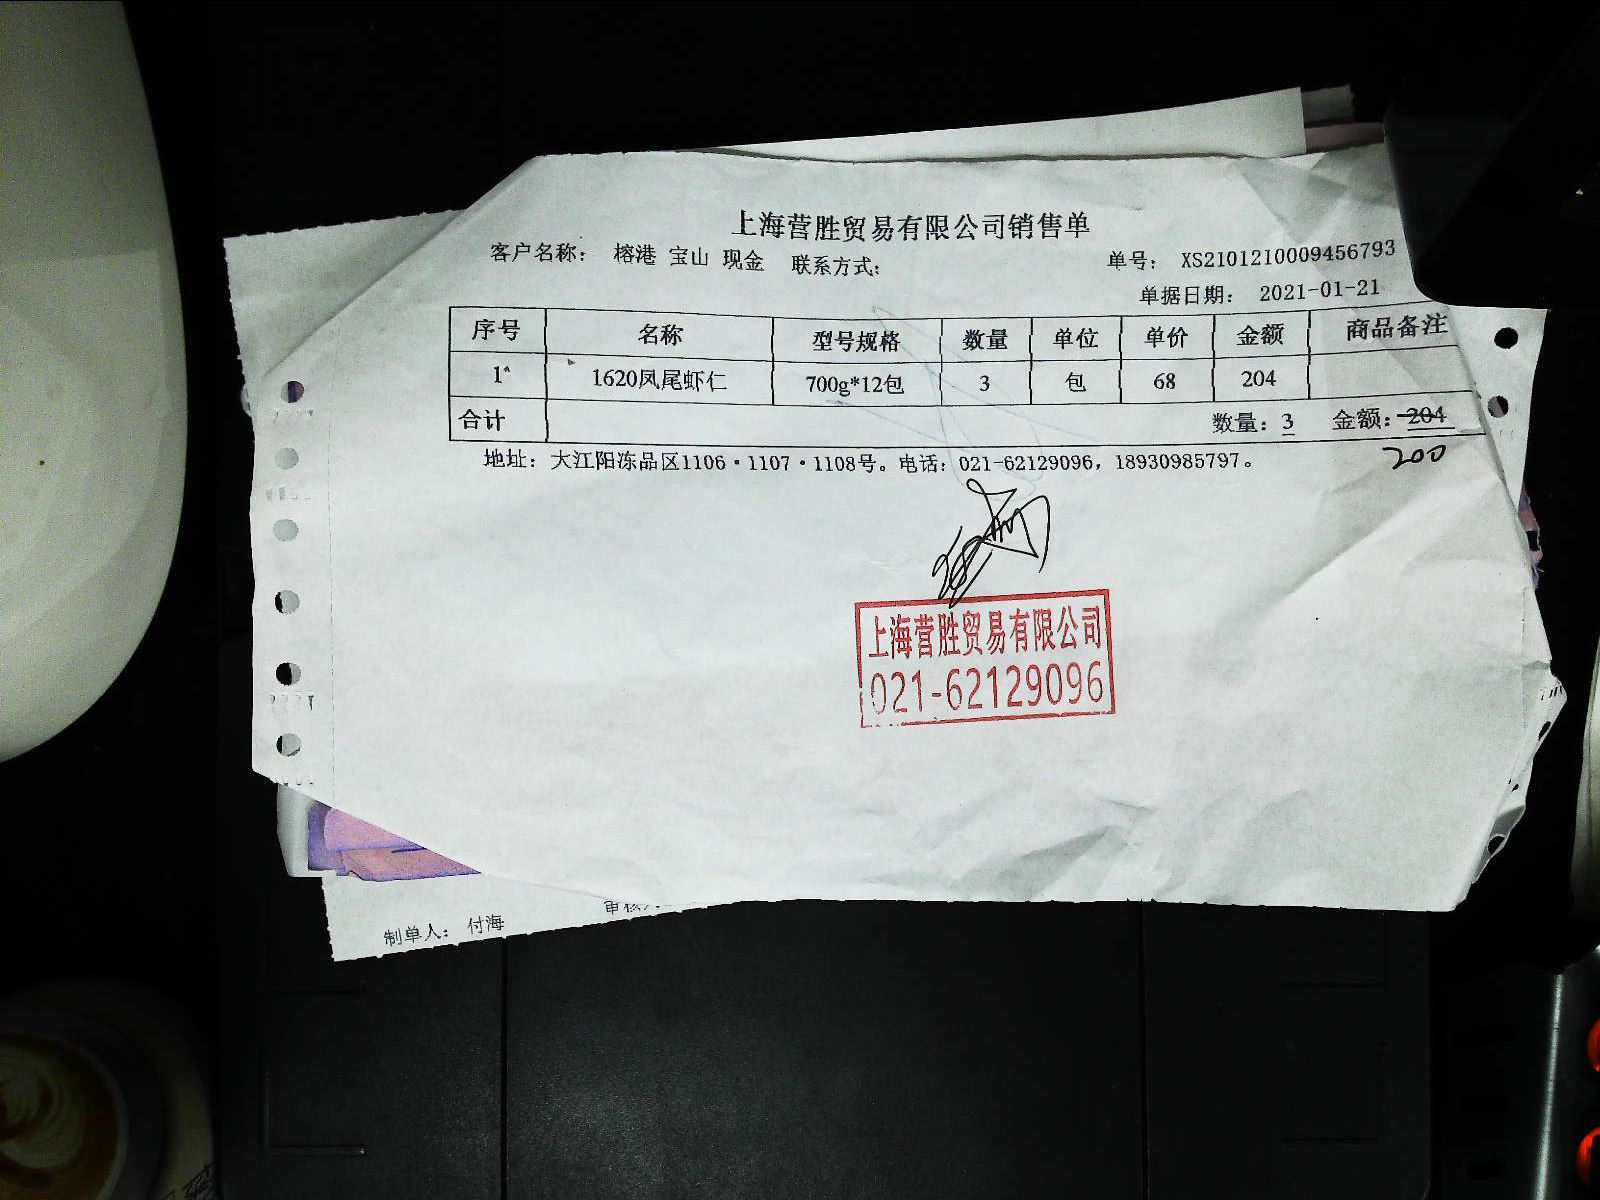 上海营胜贸易有限公司销售单
客户名称： 榕港 宝山 现金 联系方式： 单号： XS2101210009456793
单据日期： 2021-01-21
序号 名称 型号规格 数量 单位 单价 金额 商品备注
1 1620凤尾虾仁 700g*12包 3 包 68 204
合计 数量：3 金额：204
200
地址：大江阳冻品区1106·1107·1108号。电话：021-62129096，18930985797。
上海营胜贸易有限公司
021-62129096
制单人： 付海 审核